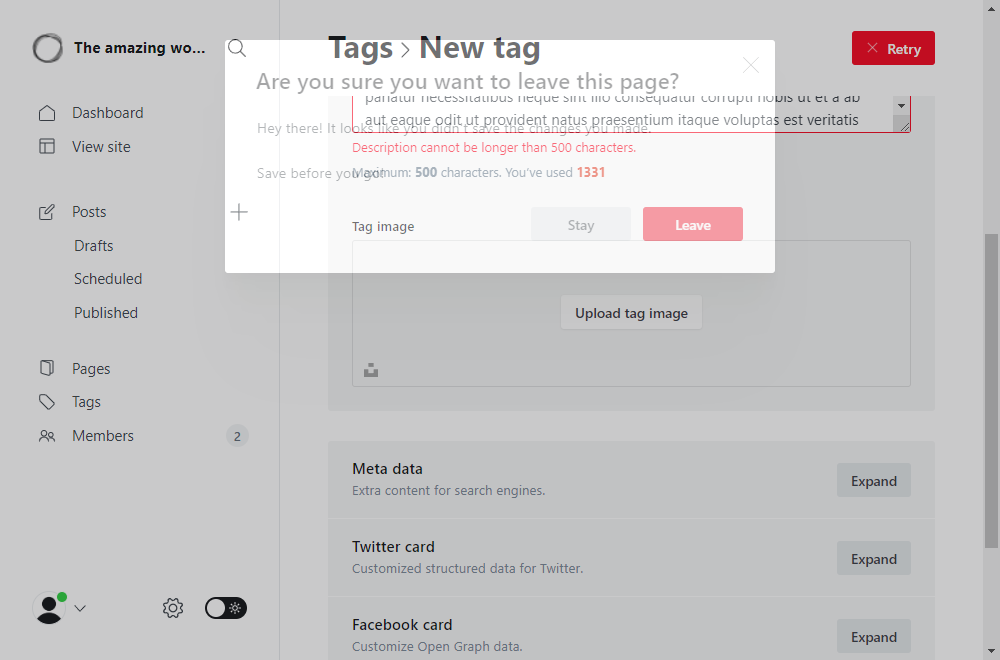 The amazing wo...
Dashboard
View site
Posts
Drafts
Scheduled
Published
Pages
Tags
Members
2
Tags > New tag
Retry
Are you sure you want to leave this page?
pariatur necessitatibus neque sint illo consequatur corrupti nobis ut et a ab
aut eaque odit ut provident natus praesentium itaque voluptas est veritatis
Hey there! It looks like you didn't save the changes you made.
Description cannot be longer than 500 characters.
Save before you go!
Maximum: 500 characters. You've used 1331
Tag image
Stay
Leave
Upload tag image
Meta data
Extra content for search engines.
Expand
Twitter card
Customized structured data for Twitter.
Expand
Facebook card
Customize Open Graph data.
Expand